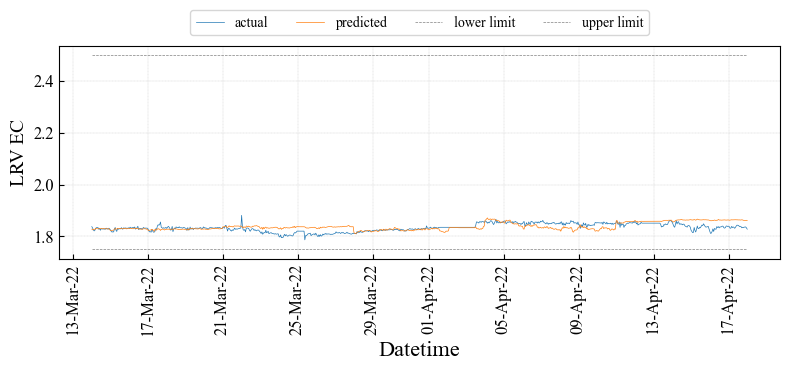 actual predicted lower limit upper limit
LRV EC
2.4
2.2
2.0
1.8
13-Mar-22 17-Mar-22 21-Mar-22 25-Mar-22 29-Mar-22 01-Apr-22 05-Apr-22 09-Apr-22 13-Apr-22 17-Apr-22
Datetime